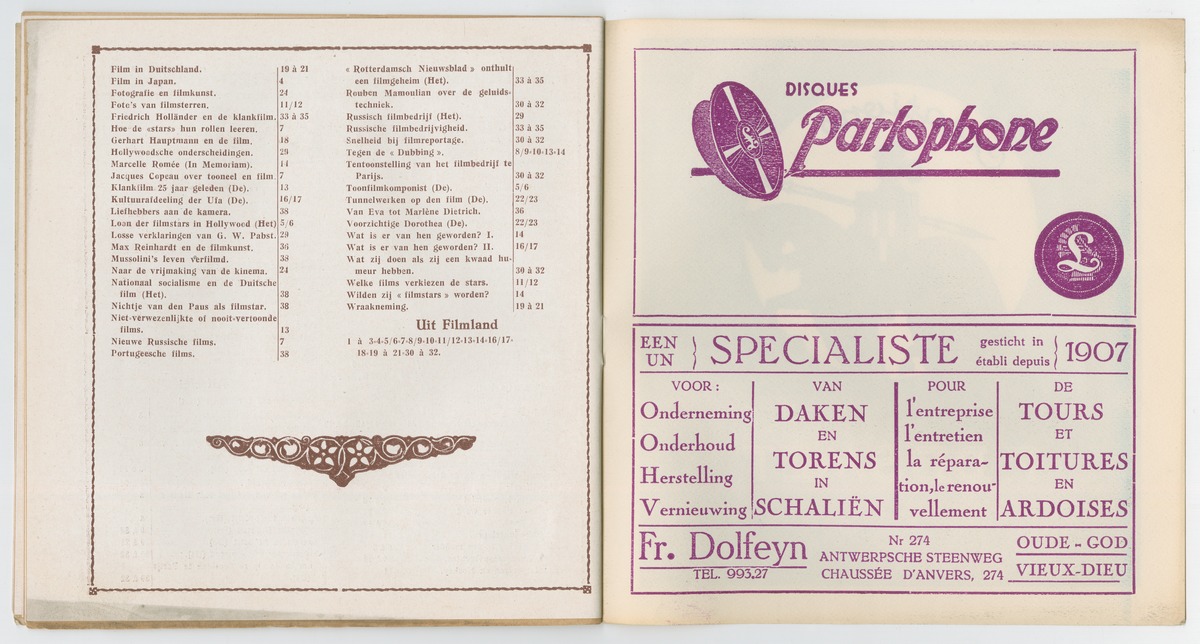 Film in Duitschland. 19 à 21
Film in Japan. 4
Fotografie en filmkunst. 24
Foto's van filmsterren. 11/12
Friedrich Holländer en de klankfilm. 33 à 35
Hoe de «stars» hun rollen leeren. 7
Gerhart Hauptmann en de film. 18
Hollywoodsche onderscheidingen. 29
Marcelle Romée (In Memoriam). 14
Jacques Copeau over tooneel en film 7
Klankfilm 25 jaar geleden (De). 13
Kultuurafdeeling der Ufa (De). 16/17
Liefhebbers aan de kamera. 38
Loon der filmstars in Hollywood (Het) 5/6
Losse verklaringen van G. W. Pabst. 29
Max Reinhardt en de filmkunst. 36
Mussolini's leven verfilmd. 38
Naar de vrijmaking van de kinema. 24
Nationaal socialisme en de Duitsche
film (Het). 38
Nichtje van den Paus als filmstar. 38
Niet-verwezenlijkte of nooit-vertoonde
films. 13
Nieuwe Russische films. 7
Portugeesche films. 38
« Rotterdamsch Nieuwsblad » onthult
een filmgeheim (Het). 33 à 35
Rouben Mamoulian over de geluids-
techniek. 30 à 32
Russisch filmbedrijf (Het). 29
Russische filmbedrijvigheid. 33 à 35
Snelheid bij filmreportage. 30 à 32
Tegen de « Dubbing ». 8/9-10-13-14
Tentoonstelling van het filmbedrijf te
Parijs. 30 à 32
Toonfilmkomponist (De). 5/6
Tunnelwerken op den film (De). 22/23
Van Eva tot Marlène Dietrich. 36
Voorzichtige Dorothea (De). 22/23
Wat is er van hen geworden? I. 14
Wat is er van hen geworden? II. 16/17
Wat zij doen als zij een kwaad hu-
meur hebben. 30 à 32
Welke films verkiezen de stars. 11/12
Wilden zij « filmstars » worden? 14
Wraakneming. 19 à 21
Uit Filmland
1 à 3-4-5/6-7-8/9-10-11/12-13-14-16/17-
18-19 à 21-30 à 32.
DISQUES
Parlophone
£
EEN
UN } SPECIALISTE gesticht in
établi depuis } 1907
VOOR:
Onderneming
Onderhoud
Herstelling
Vernieuwing
VAN
DAKEN
EN
TORENS
IN
SCHALIËN
POUR
l'entreprise
l'entretien
la répara-
tion, le renou-
vellement
DE
TOURS
ET
TOITURES
EN
ARDOISES
Fr. Dolfeyn
TEL. 993.27
Nr 274
ANTWERPSCHE STEENWEG
CHAUSSÉE D'ANVERS, 274
OUDE - GOD
VIEUX-DIEU